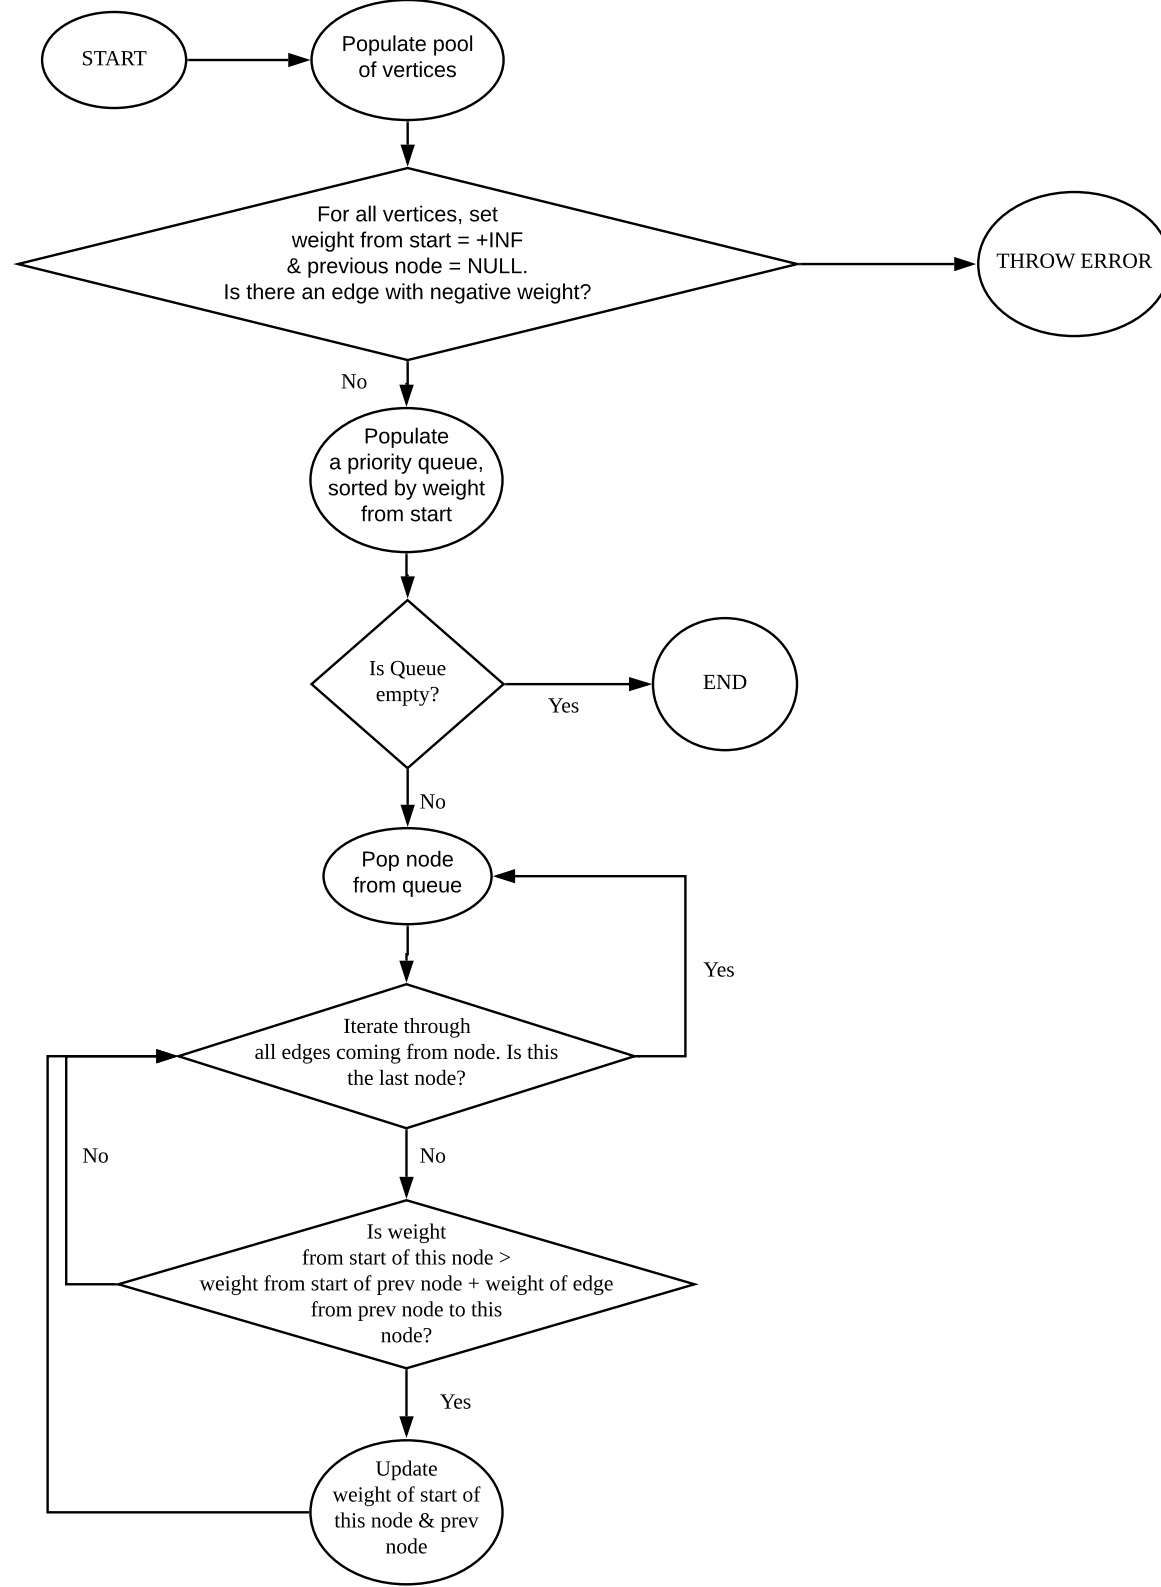 START
Populate pool
of vertices
For all vertices, set
weight from start = +INF
& previous node = NULL.
Is there an edge with negative weight?
THROW ERROR
No
Populate
a priority queue,
sorted by weight
from start
Is Queue
empty?
Yes
END
No
Pop node
from queue
Yes
Iterate through
all edges coming from node. Is this
the last node?
No
No
Is weight
from start of this node >
weight from start of prev node + weight of edge
from prev node to this
node?
Yes
Update
weight of start of
this node & prev
node